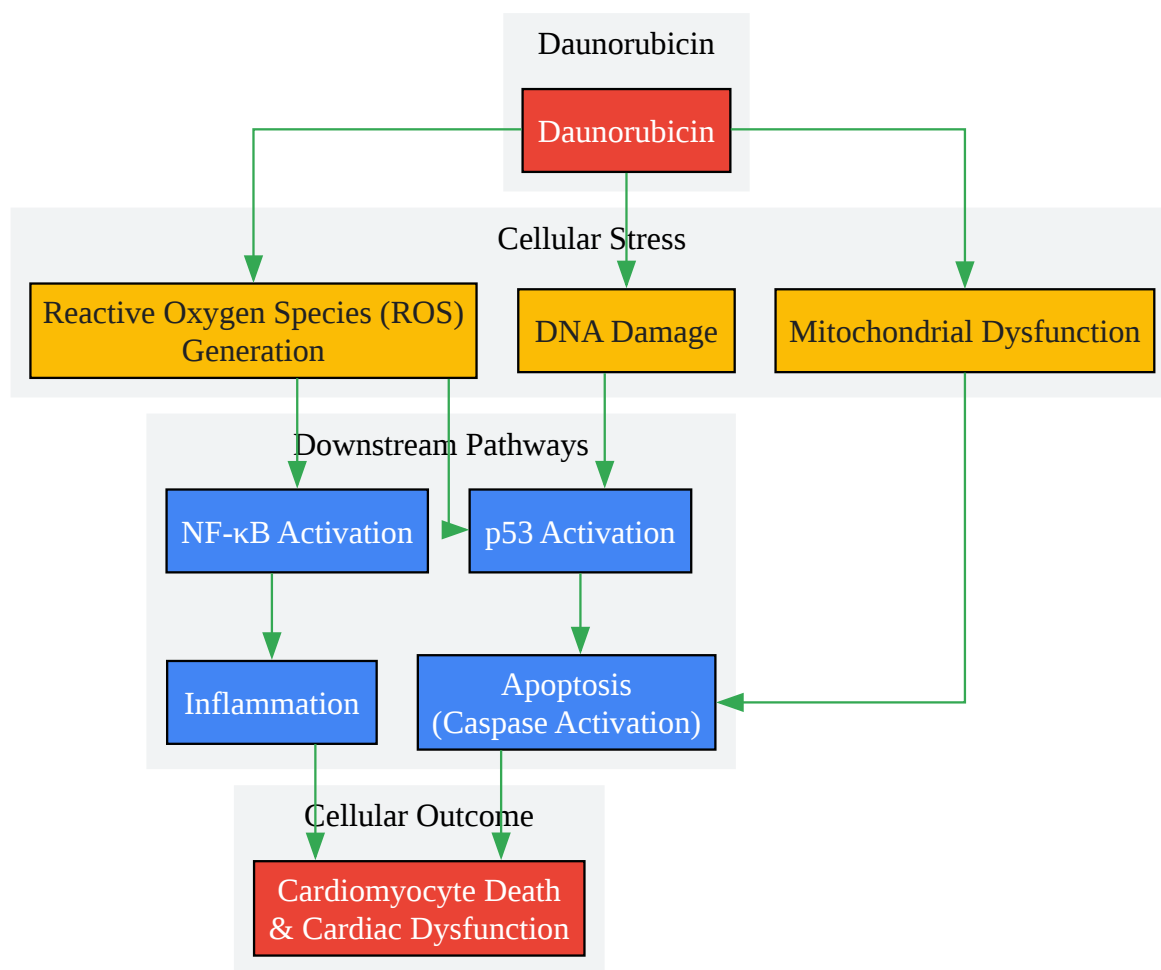 Daunorubicin
Daunorubicin
Cellular Stress
Reactive Oxygen Species (ROS)
Generation
DNA Damage
Mitochondrial Dysfunction
Downstream Pathways
NF-κB Activation
p53 Activation
Inflammation
Apoptosis
(Caspase Activation)
Cellular Outcome
Cardiomyocyte Death
& Cardiac Dysfunction